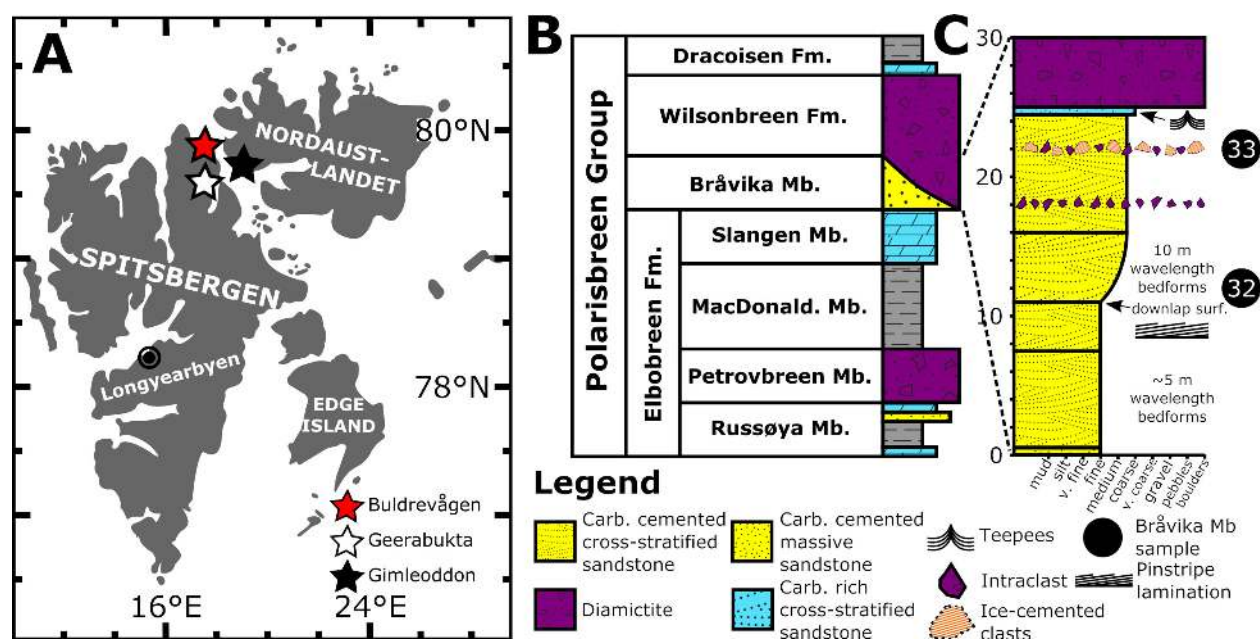 A
80°N
NORDAUST-
LANDET
SPITSBERGEN
Longyearbyen
78°N
EDGE
ISLAND
Buldrevågen
Geerabukta
Gimleoddon
16°E
24°E
B
Polarisbreen Group
Dracoisen Fm.
Wilsonbreen Fm.
Bråvika Mb.
Elbobreen Fm.
Slangen Mb.
MacDonald. Mb.
Petrovbreen Mb.
Russøya Mb.
C
30
33
20
10 m
wavelength
bedforms
32
10
downlap surf.
~5 m
wavelength
bedforms
0
mud
silt
v. fine
fine
medium
coarse
v. coarse
gravel
pebbles
boulders
Legend
Carb. cemented
cross-stratified
sandstone
Carb. cemented
massive
sandstone
Diamictite
Carb. rich
cross-stratified
sandstone
Teepees
Intraclast
Ice-cemented
clasts
Bråvika Mb
sample
Pinstripe
lamination